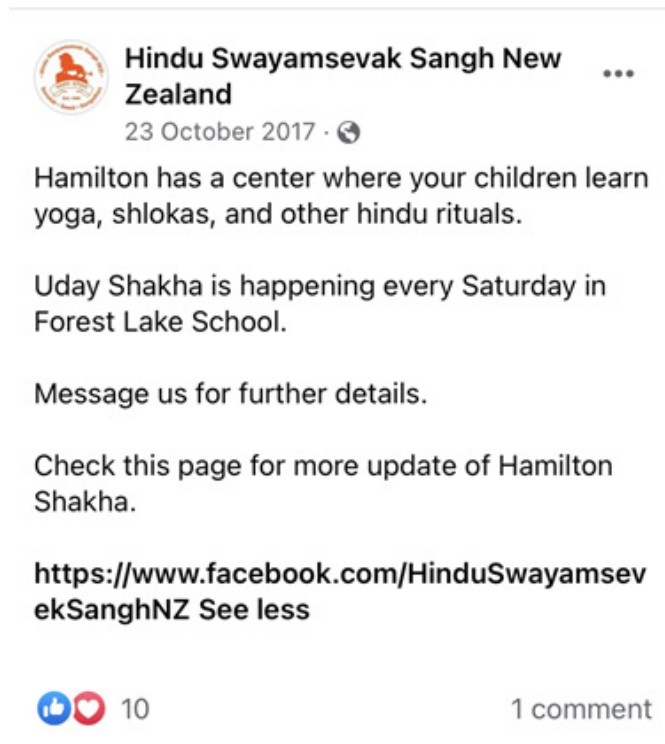 Hindu Swayamsevak Sangh New
Zealand
23 October 2017 ·
Hamilton has a center where your children learn
yoga, shlokas, and other hindu rituals.
Uday Shakha is happening every Saturday in
Forest Lake School.
Message us for further details.
Check this page for more update of Hamilton
Shakha.
https://www.facebook.com/HinduSwayamsev
ekSanghNZ See less
10
1 comment